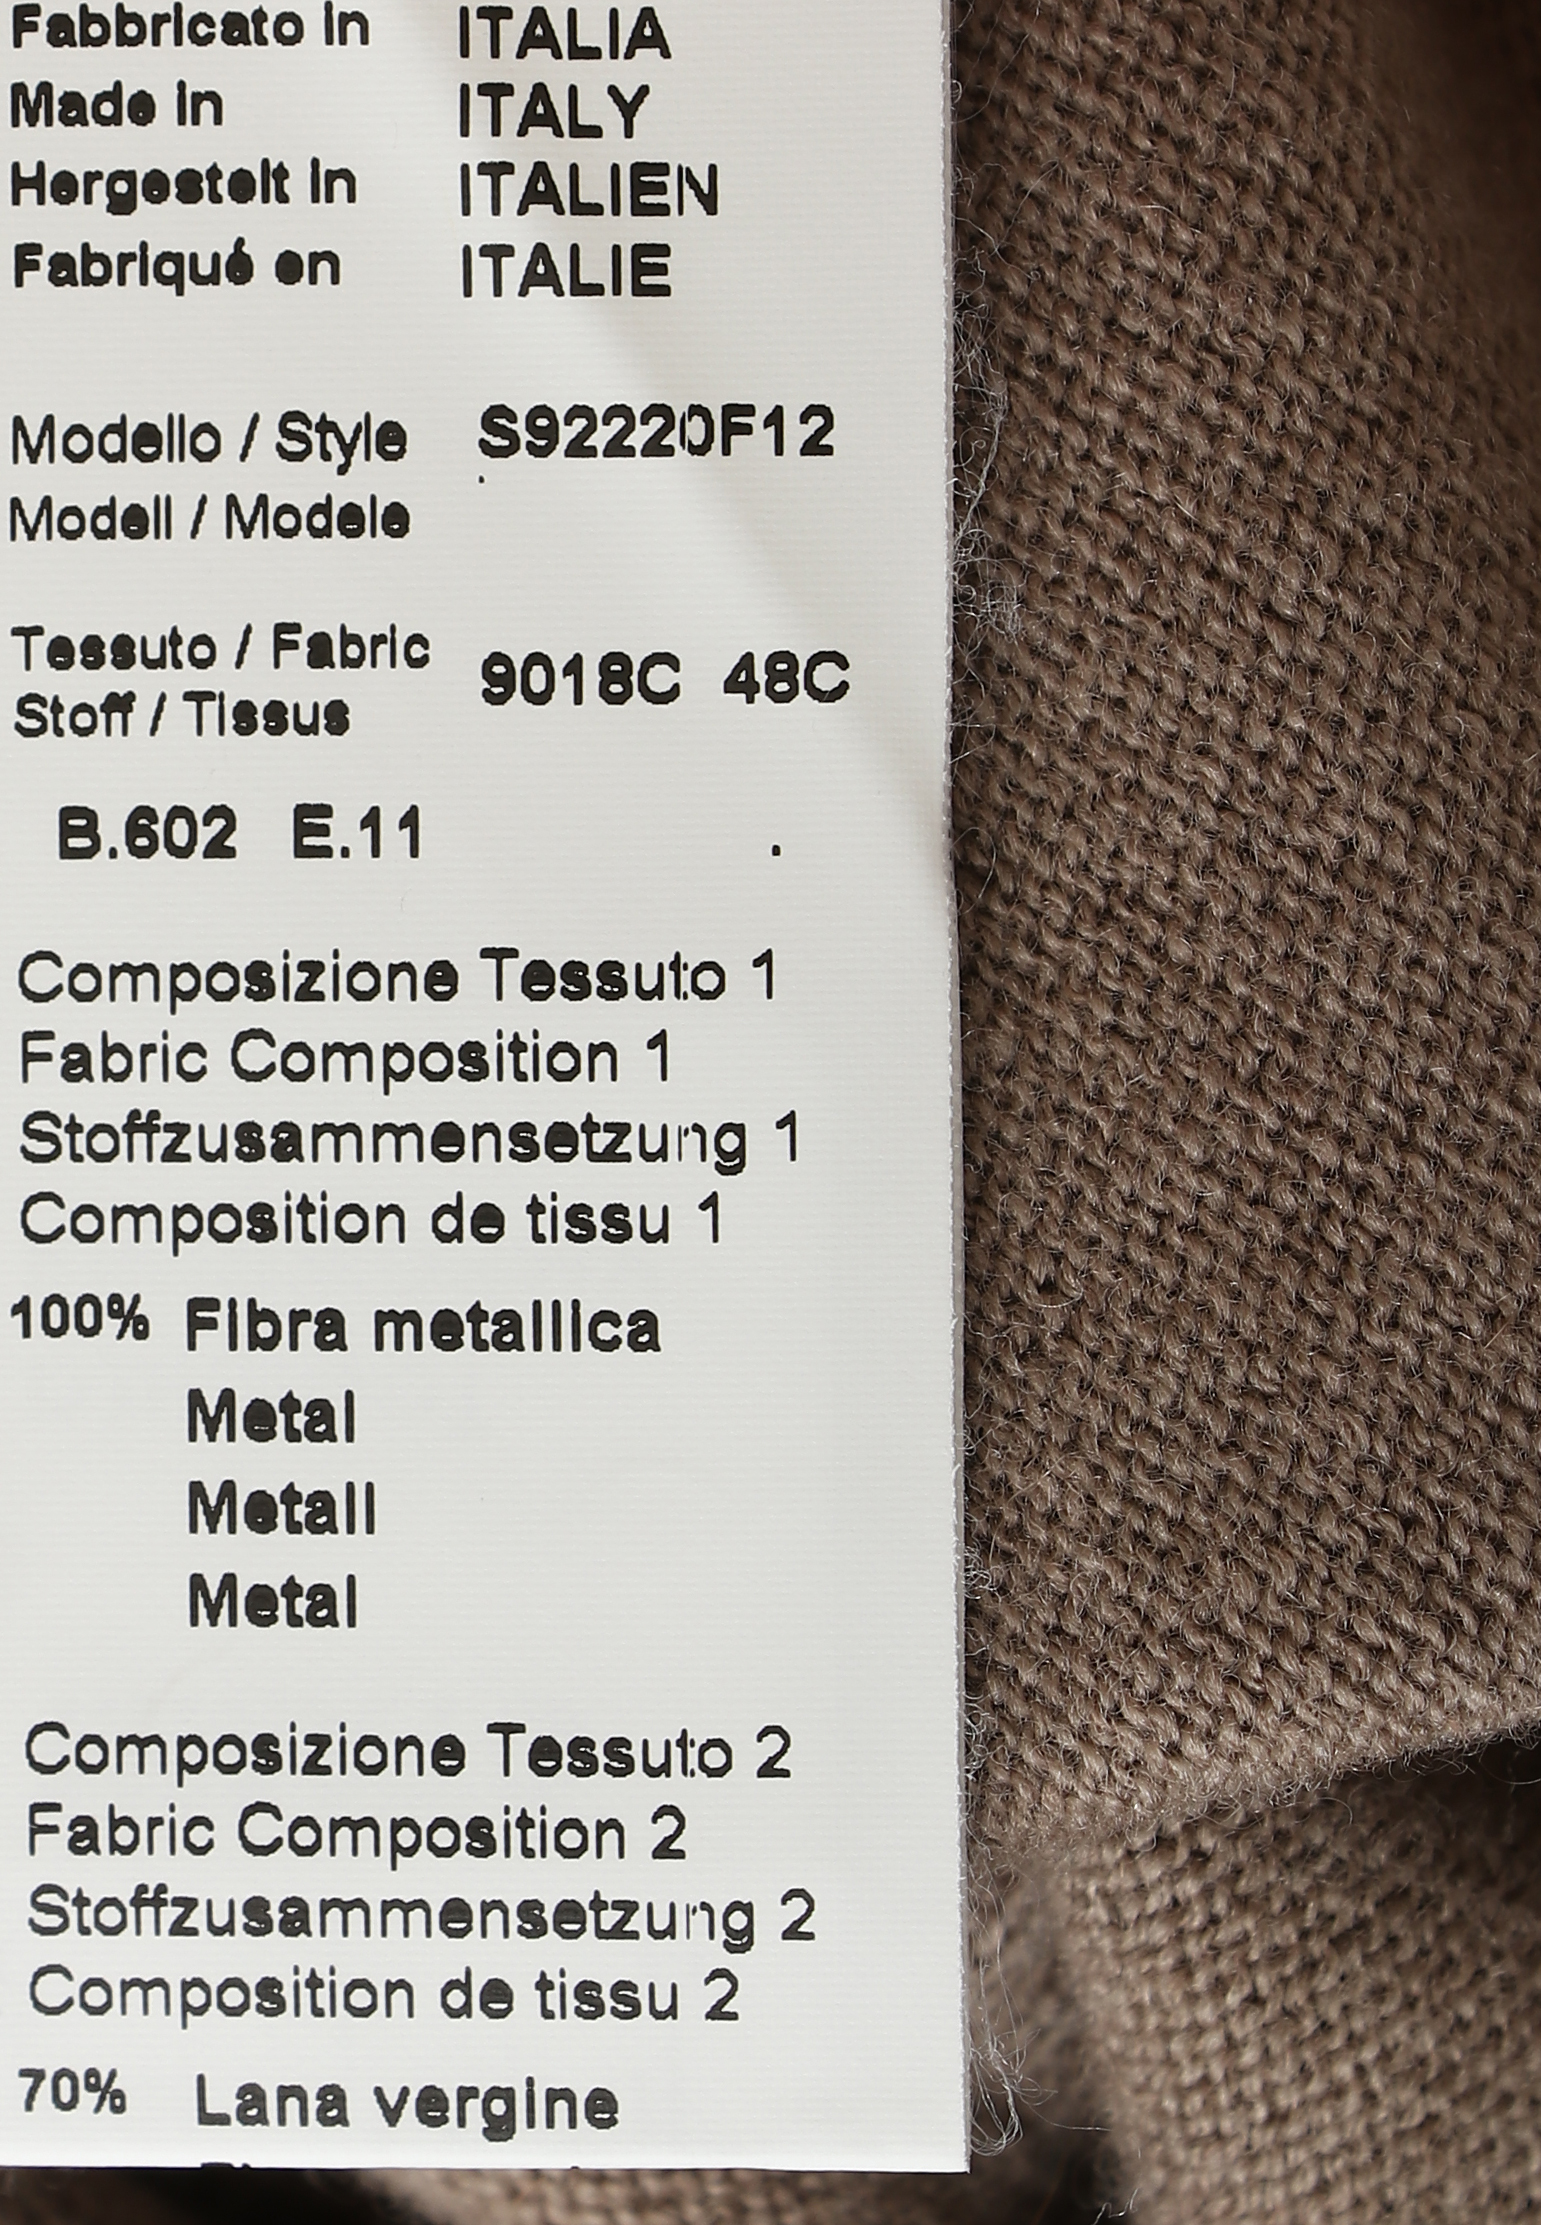 Fabbricato in ITALIA
Made in ITALY
Hergestelt in ITALIEN
Fabriqué en ITALIE
Modello / Style S92220F12
Modell / Modele
Tessuto / Fabric 9018C 48C
Stoff / Tissus
B.602 E.11
Composizione Tessuto 1
Fabric Composition 1
Stoffzusammensetzung 1
Composition de tissu 1
100% Fibra metallica
Metal
Metall
Metal
Composizione Tessuto 2
Fabric Composition 2
Stoffzusammensetzung 2
Composition de tissu 2
70% Lana vergine